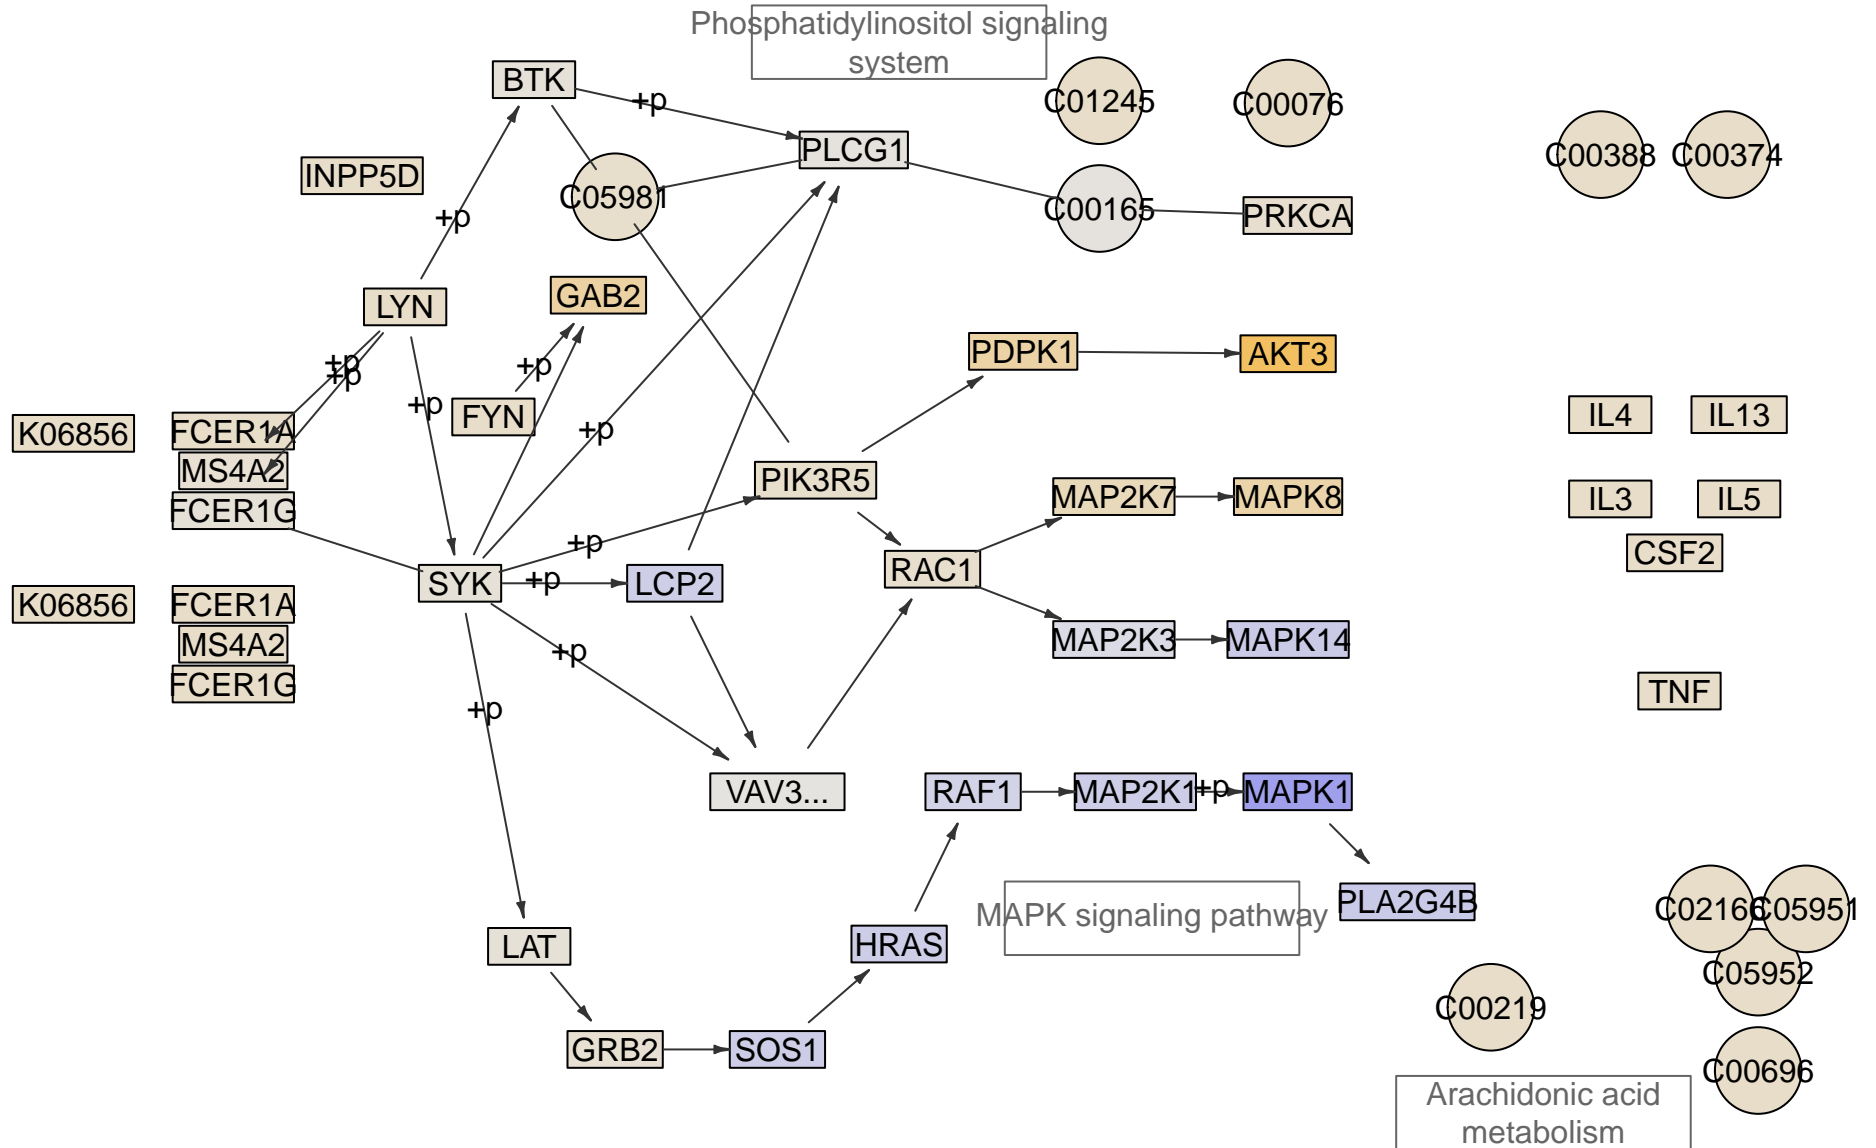 Phosphatidylinositol signaling
system
BTK
+p
C01245
C00076
PLCG1
C00388
C00374
INPP5D
C05981
C00165
PRKCA
+p
LYN
GAB2
PDPK1
AKT3
+p
+p
+p
+p
FYN
+p
IL4
IL13
K06856
FCER1A
MS4A2
FCER1G
PIK3R5
MAP2K7
MAPK8
IL3
IL5
+p
CSF2
RAC1
SYK
+p
LCP2
K06856
FCER1A
MS4A2
FCER1G
+p
MAP2K3
MAPK14
TNF
+p
VAV3...
RAF1
MAP2K1
+p
MAPK1
PLA2G4B
MAPK signaling pathway
C02166
C05951
LAT
HRAS
C05952
C00219
GRB2
SOS1
C00696
Arachidonic acid
metabolism